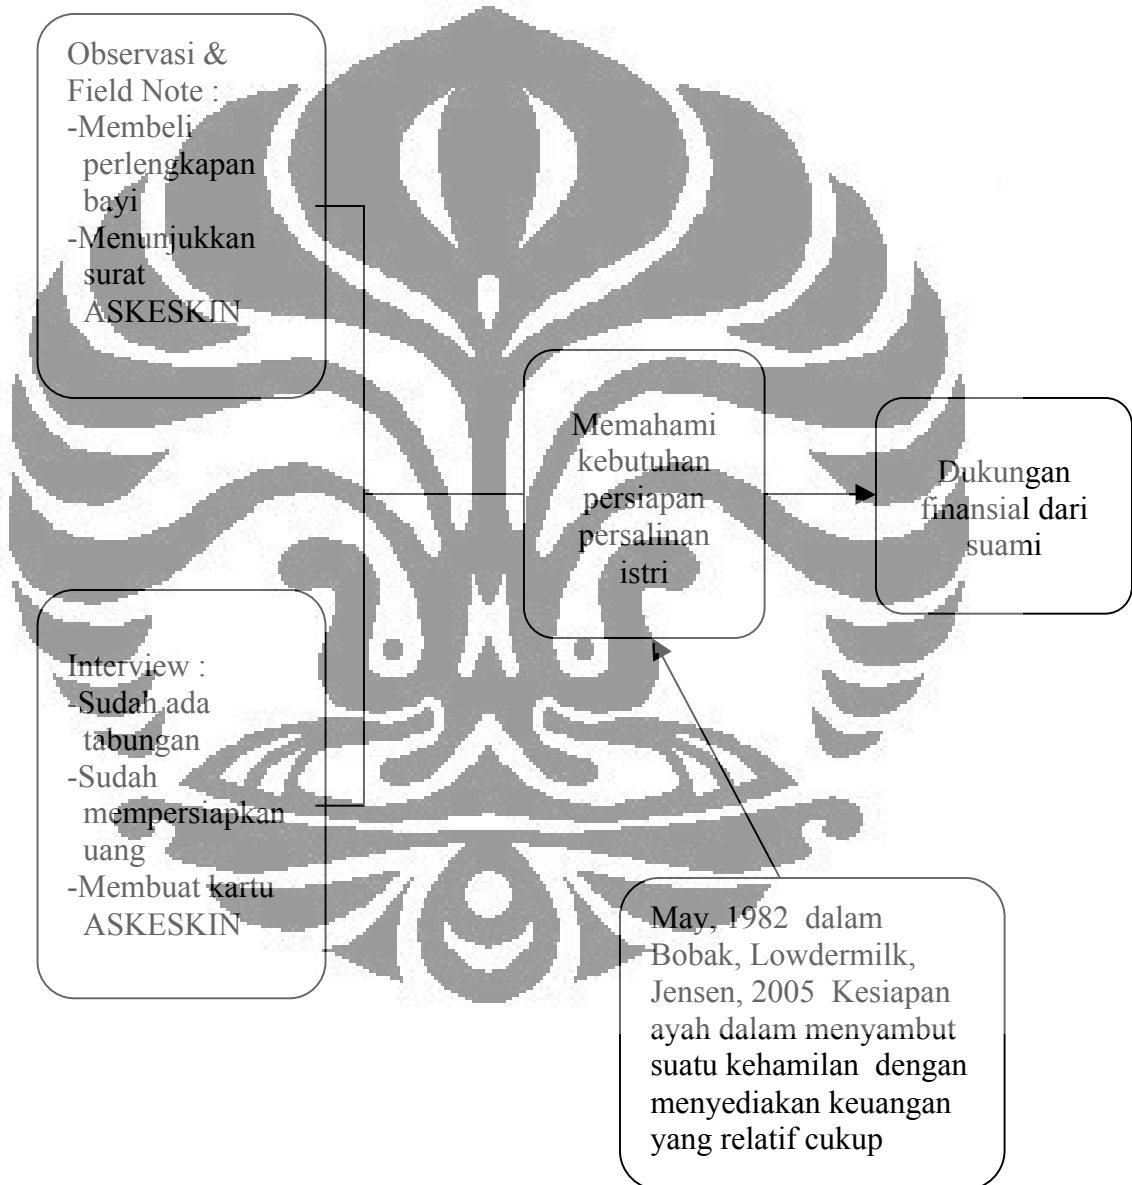 Observasi &
Field Note :
-Membeli
perlengkapan
bayi
-Menunjukkan
surat
ASKESKIN
Memahami
kebutuhan
persiapan
persalinan
istri
Dukungan
finansial dari
suami
Interview :
-Sudah ada
tabungan
-Sudah
mempersiapkan
uang
-Membuat kartu
ASKESKIN
May, 1982 dalam
Bobak, Lowdermilk,
Jensen, 2005 Kesiapan
ayah dalam menyambut
suatu kehamilan dengan
menyediakan keuangan
yang relatif cukup